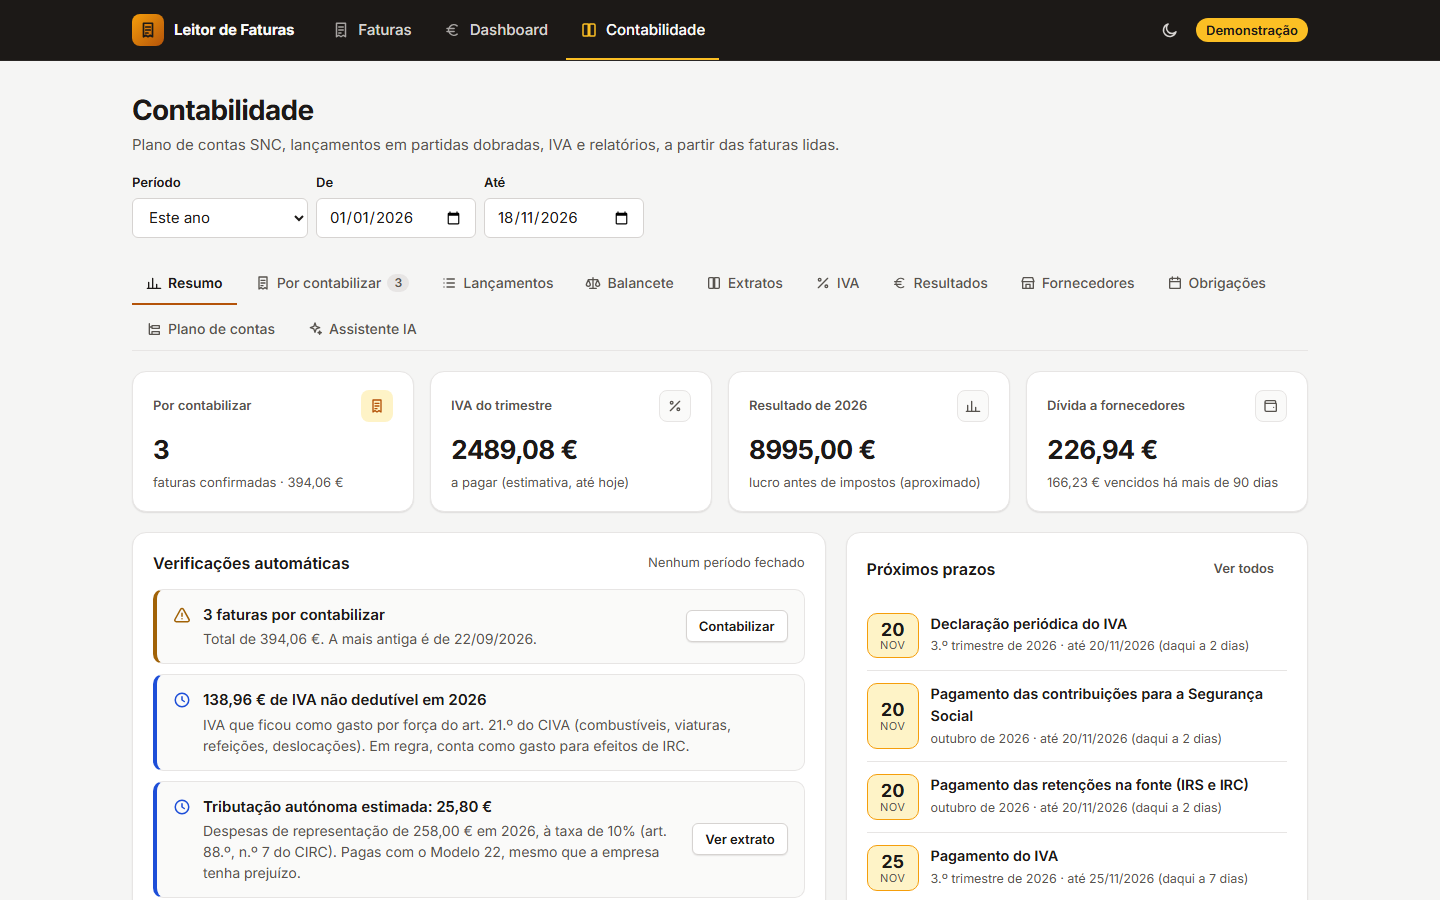 Leitor de Faturas
Faturas
Dashboard
Contabilidade
Demonstração
Contabilidade
Plano de contas SNC, lançamentos em partidas dobradas, IVA e relatórios, a partir das faturas lidas.
Período
De
Até
Este ano
01/01/2026
18/11/2026
Resumo
Por contabilizar 3
Lançamentos
Balancete
Extratos
IVA
Resultados
Fornecedores
Obrigações
Plano de contas
Assistente IA
Por contabilizar
3
faturas confirmadas · 394,06 €
IVA do trimestre
2489,08 €
a pagar (estimativa, até hoje)
Resultado de 2026
8995,00 €
lucro antes de impostos (aproximado)
Dívida a fornecedores
226,94 €
166,23 € vencidos há mais de 90 dias
Verificações automáticas
Nenhum período fechado
3 faturas por contabilizar
Total de 394,06 €. A mais antiga é de 22/09/2026.
Contabilizar
138,96 € de IVA não dedutível em 2026
IVA que ficou como gasto por força do art. 21.º do CIVA (combustíveis, viaturas,
refeições, deslocações). Em regra, conta como gasto para efeitos de IRC.
Tributação autónoma estimada: 25,80 €
Despesas de representação de 258,00 € em 2026, à taxa de 10% (art.
88.º, n.º 7 do CIRC). Pagas com o Modelo 22, mesmo que a empresa
tenha prejuízo.
Ver extrato
Próximos prazos
Ver todos
20
NOV
Declaração periódica do IVA
3.º trimestre de 2026 · até 20/11/2026 (daqui a 2 dias)
20
NOV
Pagamento das contribuições para a Segurança
Social
outubro de 2026 · até 20/11/2026 (daqui a 2 dias)
20
NOV
Pagamento das retenções na fonte (IRS e IRC)
outubro de 2026 · até 20/11/2026 (daqui a 2 dias)
25
NOV
Pagamento do IVA
3.º trimestre de 2026 · até 25/11/2026 (daqui a 7 dias)